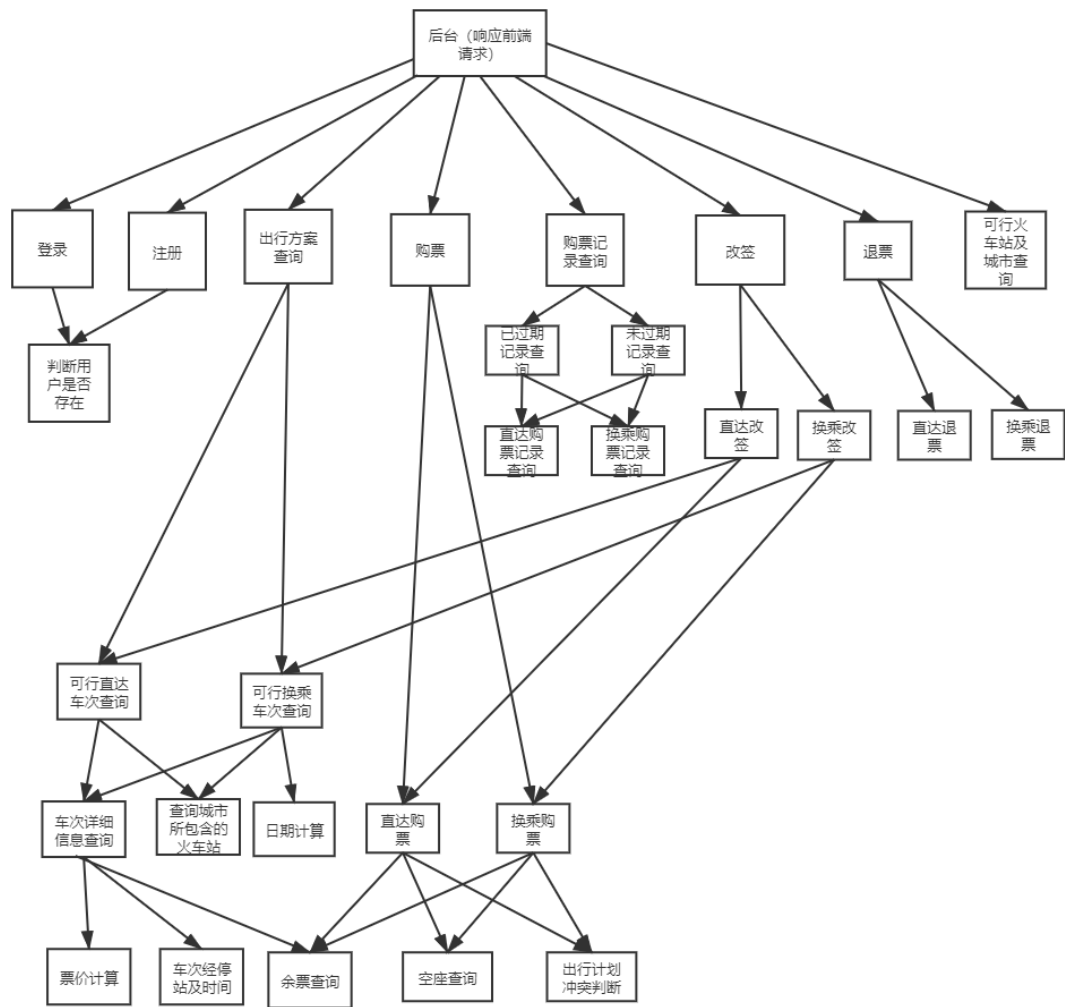 后台（响应前端
请求）
登录
注册
出行方案
查询
购票
购票记
录查询
改签
退票
可行火
车站及
城市查
询
判断用
户是否
存在
已过期
记录查
询
未过期
记录查
询
直达购
票记录
查询
换乘购
票记录
查询
直达改
签
换乘改
签
直达退
票
换乘退
票
可行直达
车次查询
可行换乘
车次查询
车次详细
信息查询
查询城市
所包含的
火车站
日期计算
直达购
票
换乘购
票
票价计算
车次经停
站及时间
余票查询
空座查询
出行计划
冲突判断